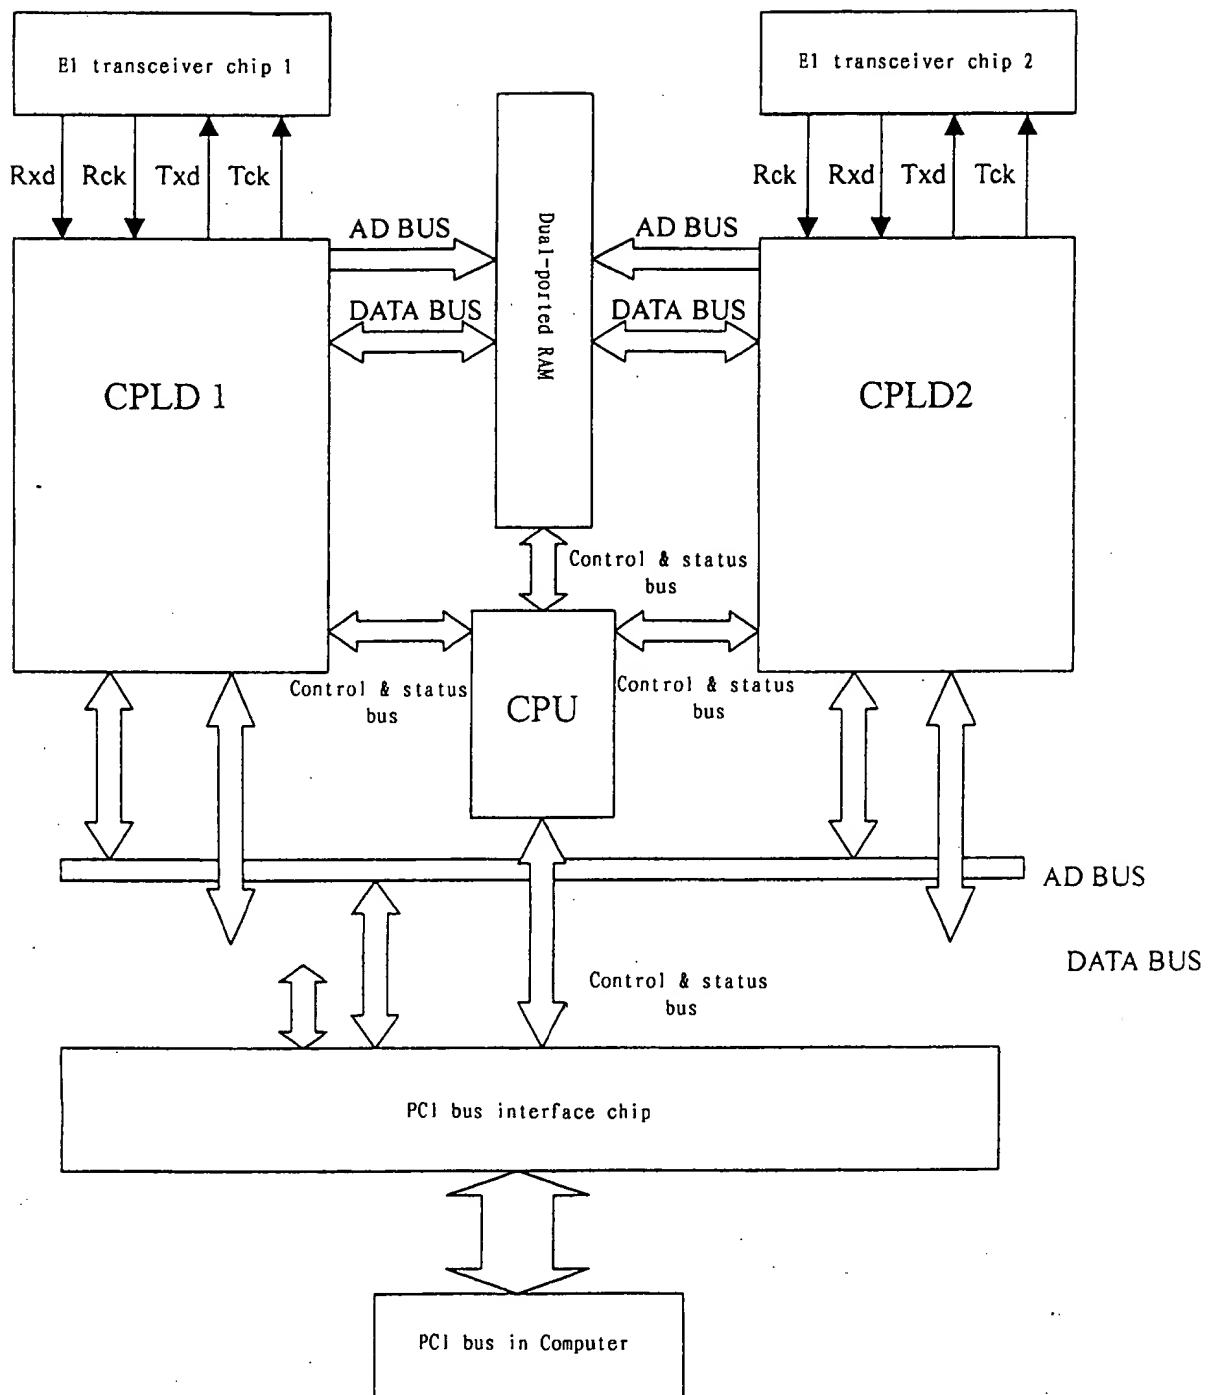 E1 transceiver chip 1
E1 transceiver chip 2
Rxd
Rck
Txd
Tck
Rck
Rxd
Txd
Tck
AD BUS
AD BUS
DATA BUS
DATA BUS
Dual-ported RAM
CPLD 1
CPLD2
Control & status
bus
Control & status
bus
Control & status
bus
CPU
AD BUS
DATA BUS
Control & status
bus
PCI bus interface chip
PCI bus in Computer